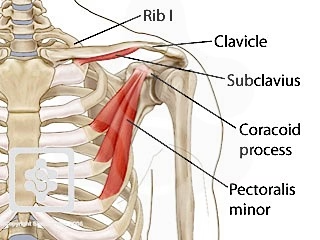 Rib I
Clavicle
Subclavius
Coracoid
process
Pectoralis
minor